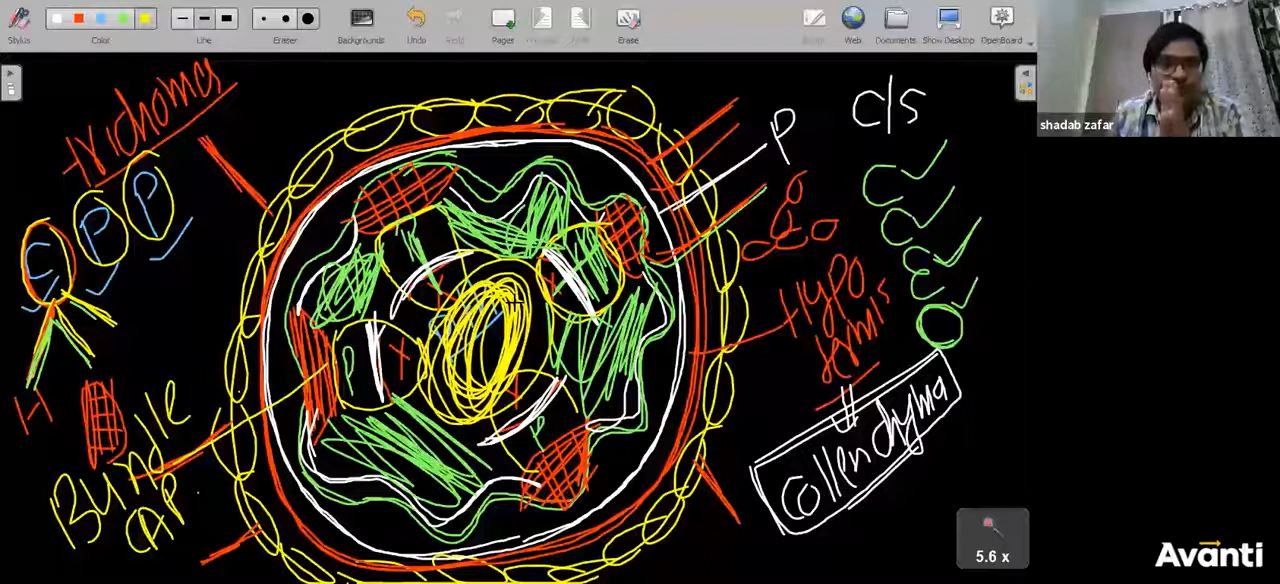 Stylus
Color
Line
Eraser
Backgrounds
Undo
Redo
Pages
Erase
Web
Documents
Show Desktop
OpenBoard
shadab zafar
trichomes
P
c/s
E P P
C
C
E
O
HYPO
dermis
P
X
X
X
P
H
Bundle
CAP
Collenchyma
5.6 x
Avanti